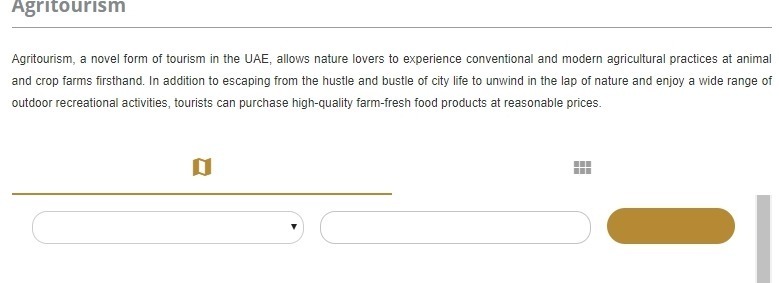 Agritourism
Agritourism, a novel form of tourism in the UAE, allows nature lovers to experience conventional and modern agricultural practices at animal
and crop farms firsthand. In addition to escaping from the hustle and bustle of city life to unwind in the lap of nature and enjoy a wide range of
outdoor recreational activities, tourists can purchase high-quality farm-fresh food products at reasonable prices.